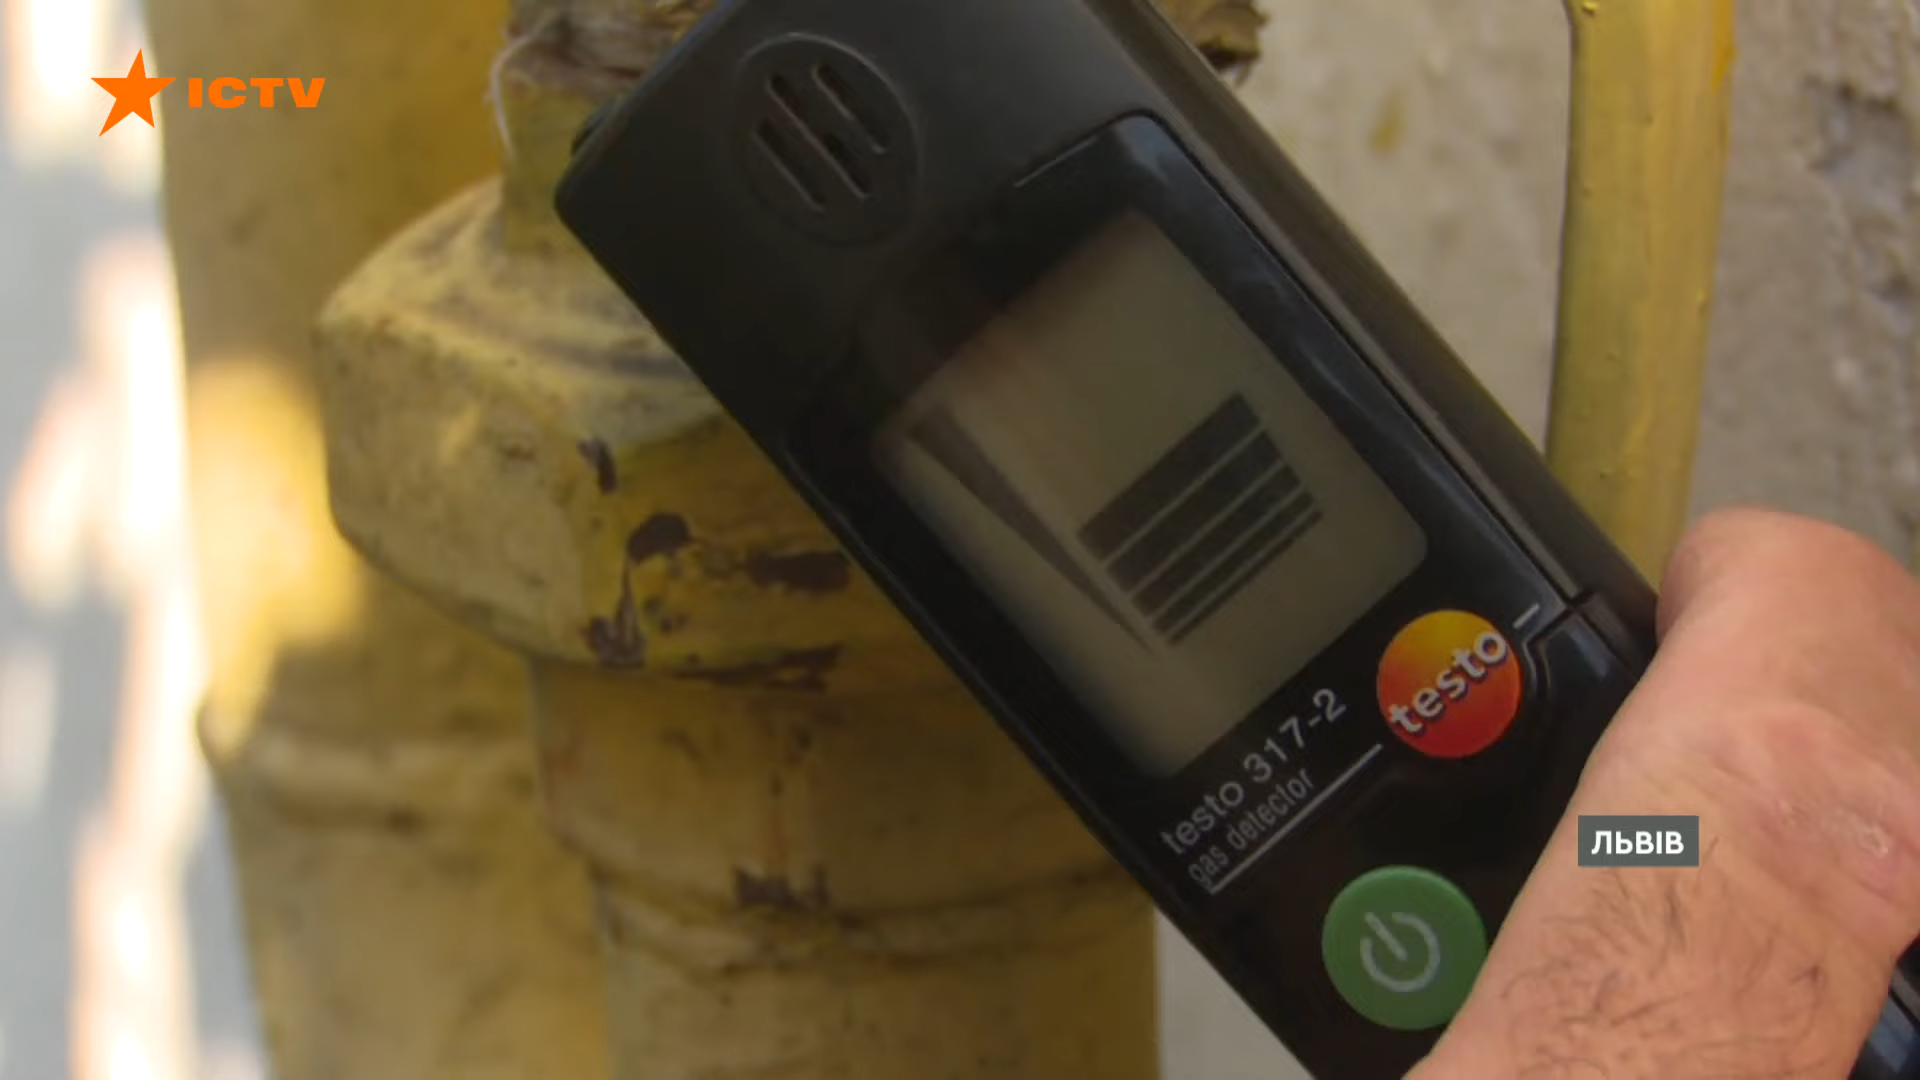 ICTV
testo
testo 317-2
gas detector
ЛЬВІВ